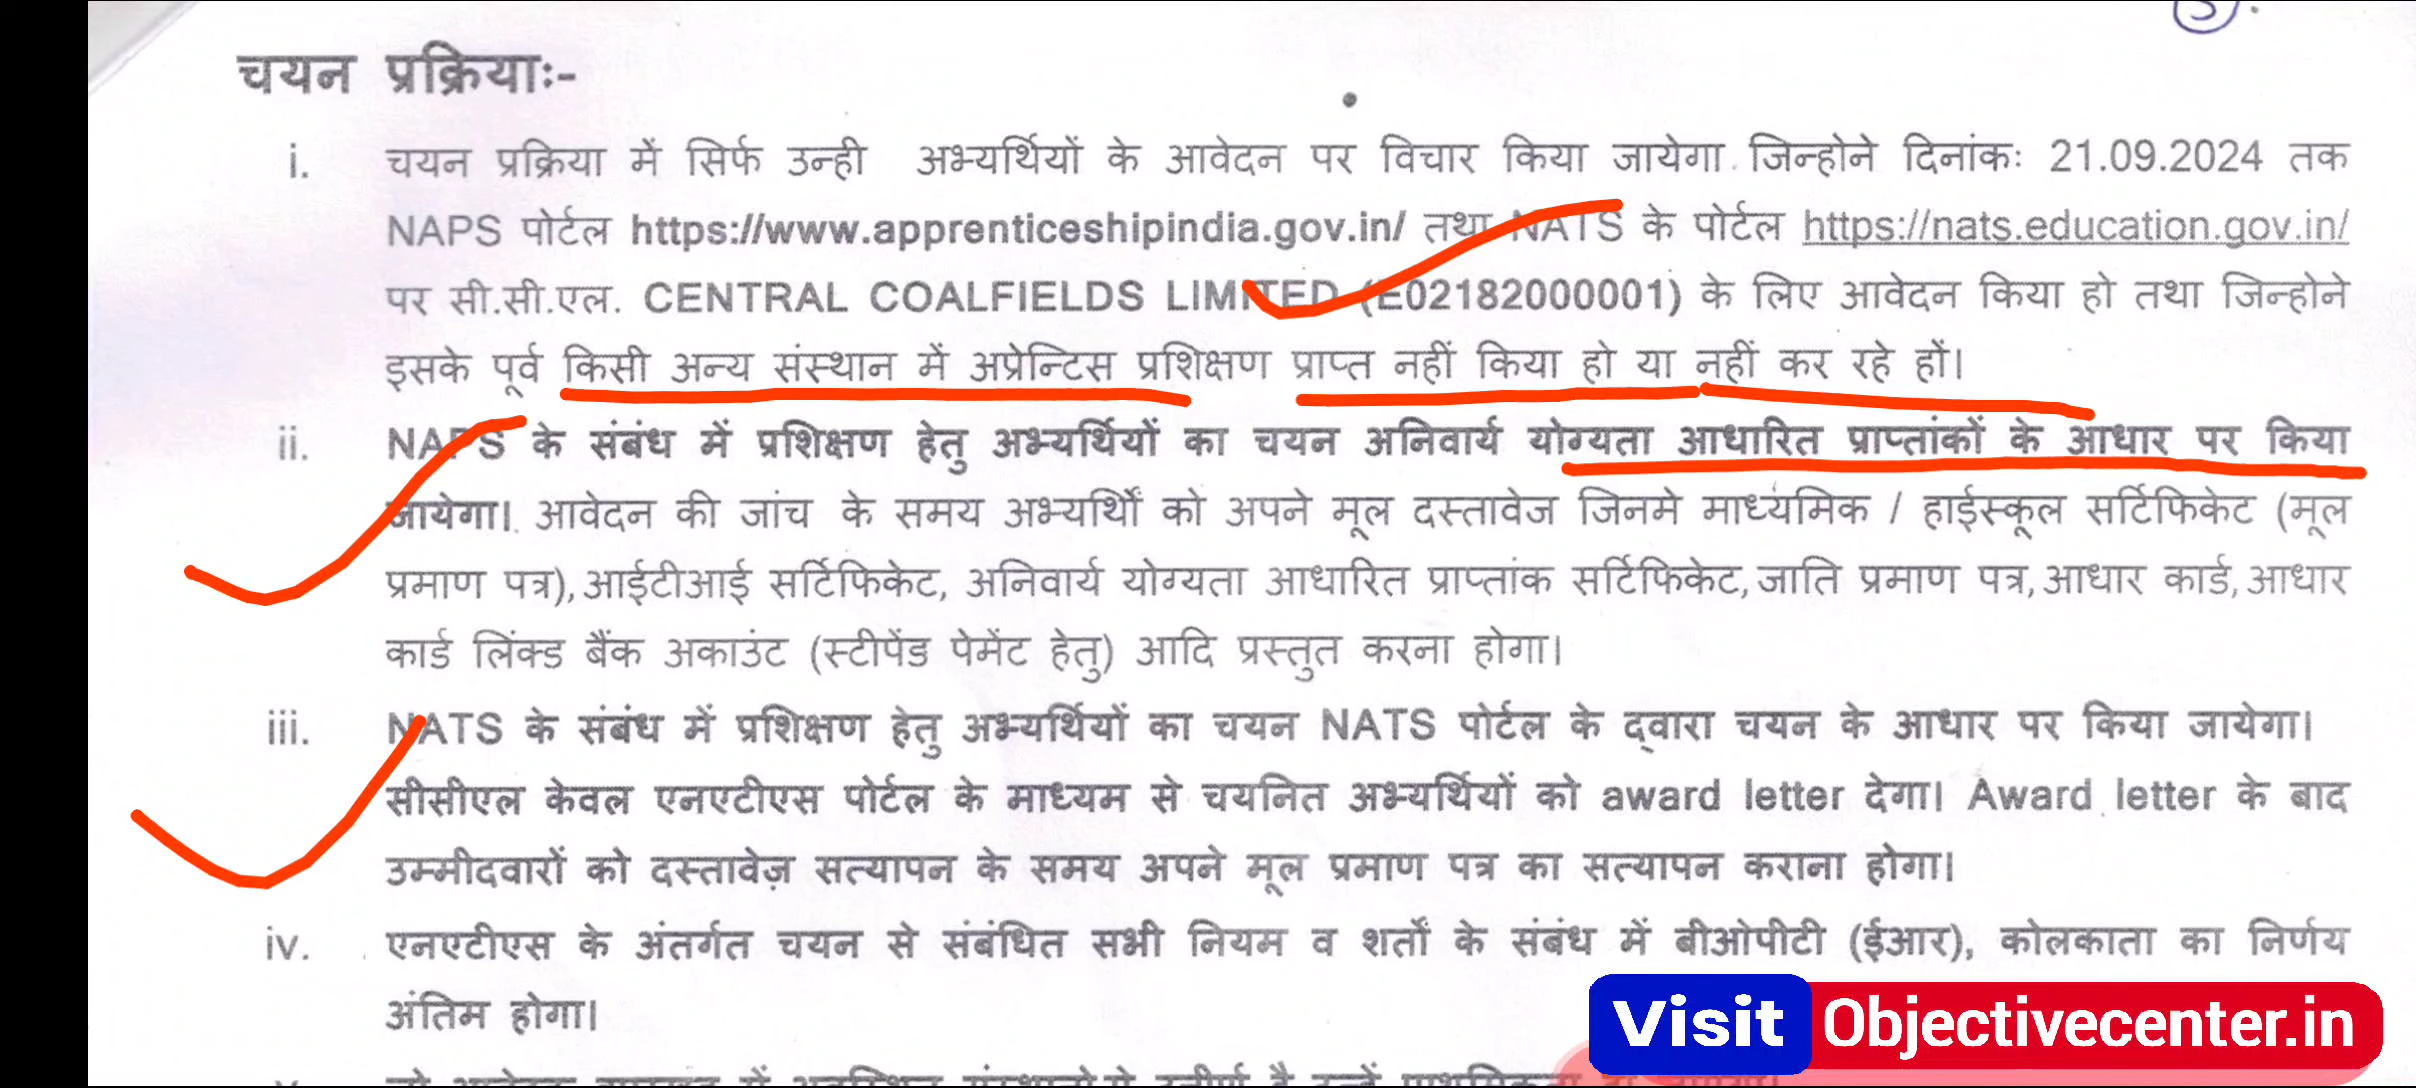 चयन प्रक्रियाः-
i. चयन प्रक्रिया में सिर्फ उन्ही अभ्यर्थियों के आवेदन पर विचार किया जायेगा जिन्होने दिनांकः 21.09.2024 तक
NAPS पोर्टल https://www.apprenticeshipindia.gov.in/ तथा NATS के पोर्टल https://nats.education.gov.in/
पर सी.सी.एल. CENTRAL COALFIELDS LIMITED (E02182000001) के लिए आवेदन किया हो तथा जिन्होने
इसके पूर्व किसी अन्य संस्थान में अप्रेन्टिस प्रशिक्षण प्राप्त नहीं किया हो या नहीं कर रहे हों।
ii. NAPS के संबंध में प्रशिक्षण हेतु अभ्यर्थियों का चयन अनिवार्य योग्यता आधारित प्राप्तांकों के आधार पर किया
जायेगा। आवेदन की जांच के समय अभ्यर्थिों को अपने मूल दस्तावेज जिनमे माध्यमिक / हाईस्कूल सर्टिफिकेट (मूल
प्रमाण पत्र), आईटीआई सर्टिफिकेट, अनिवार्य योग्यता आधारित प्राप्तांक सर्टिफिकेट, जाति प्रमाण पत्र, आधार कार्ड, आधार
कार्ड लिंक्ड बैंक अकाउंट (स्टीपेंड पेमेंट हेतु) आदि प्रस्तुत करना होगा।
iii. NATS के संबंध में प्रशिक्षण हेतु अभ्यर्थियों का चयन NATS पोर्टल के द्वारा चयन के आधार पर किया जायेगा।
सीसीएल केवल एनएटीएस पोर्टल के माध्यम से चयनित अभ्यर्थियों को award letter देगा। Award letter के बाद
उम्मीदवारों को दस्तावेज़ सत्यापन के समय अपने मूल प्रमाण पत्र का सत्यापन कराना होगा।
iv. एनएटीएस के अंतर्गत चयन से संबंधित सभी नियम व शर्तों के संबंध में बीओपीटी (ईआर), कोलकाता का निर्णय
अंतिम होगा।
Visit Objectivecenter.in